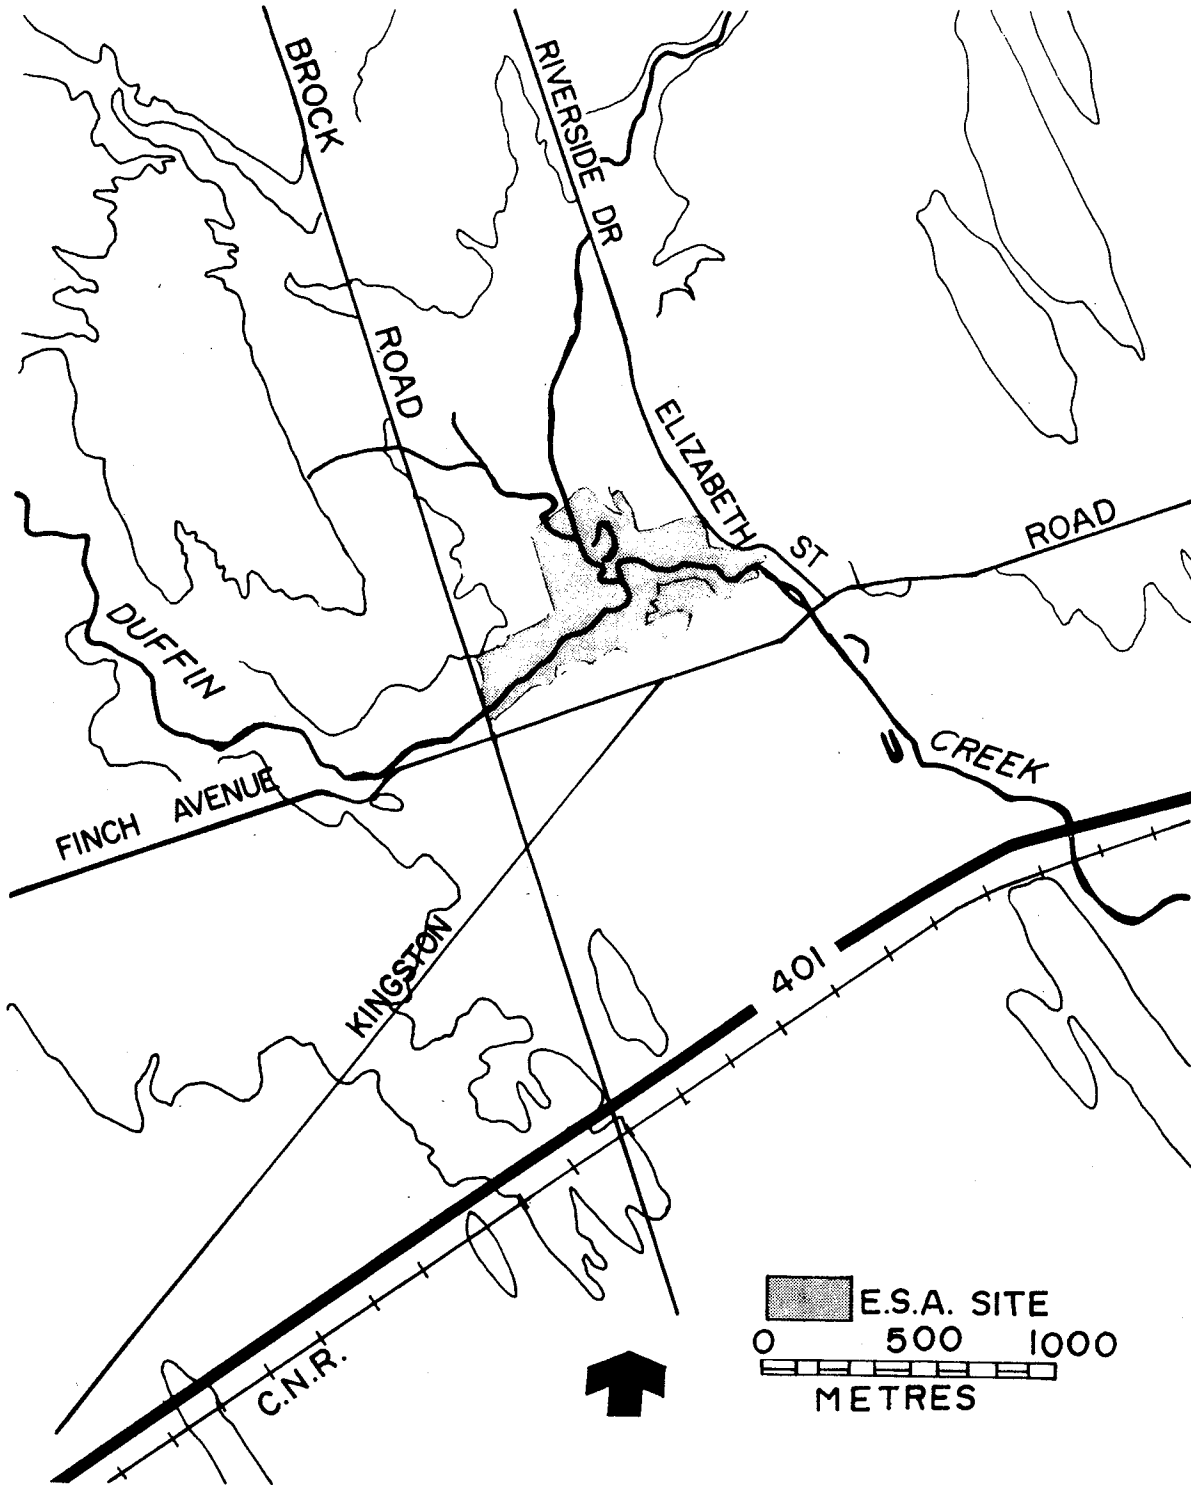 BROCK
ROAD
RIVERSIDE DR
ELIZABETH ST
ROAD
DUFFIN
CREEK
FINCH AVENUE
KINGSTON
401
C.N.R.
E.S.A. SITE
0 500 1000
METRES